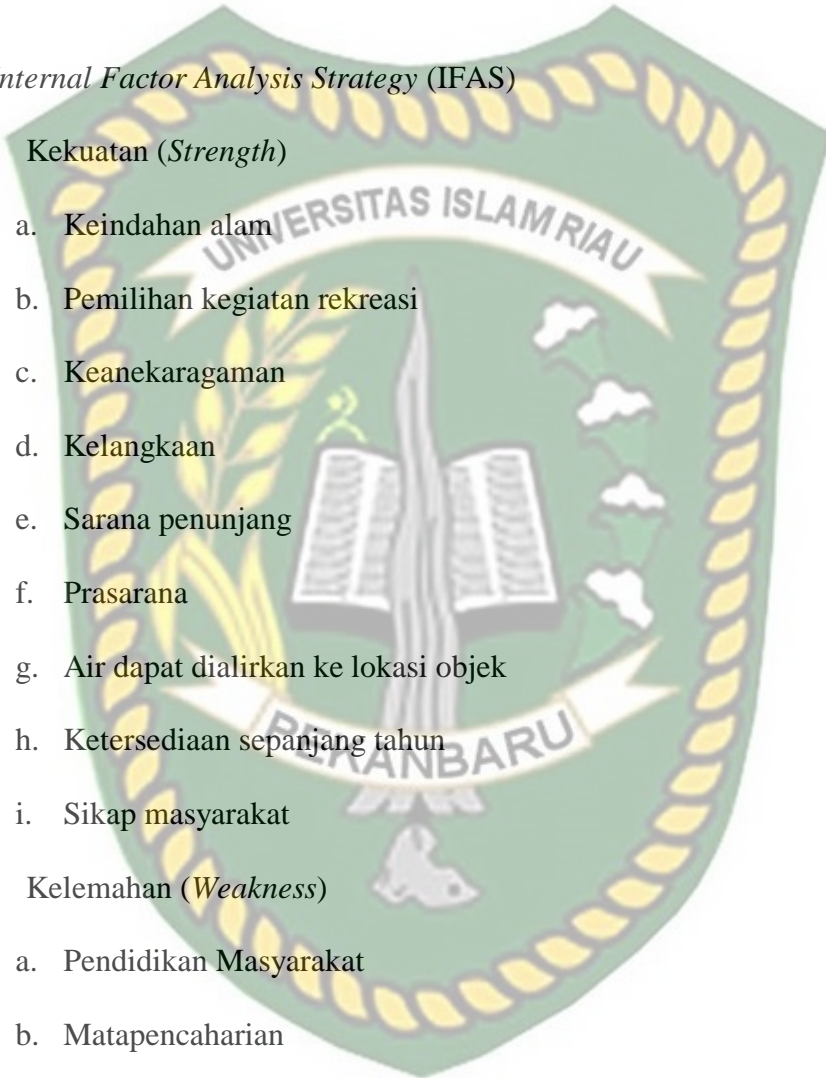 Internal Factor Analysis Strategy (IFAS)
Kekuatan (Strength)
UNIVERSITAS ISLAM RIAU
a. Keindahan alam
b. Pemilihan kegiatan rekreasi
c. Keanekaragaman
d. Kelangkaan
e. Sarana penunjang
f. Prasarana
g. Air dapat dialirkan ke lokasi objek
PEKANBARU
h. Ketersediaan sepanjang tahun
i. Sikap masyarakat
Kelemahan (Weakness)
a. Pendidikan Masyarakat
b. Matapencaharian